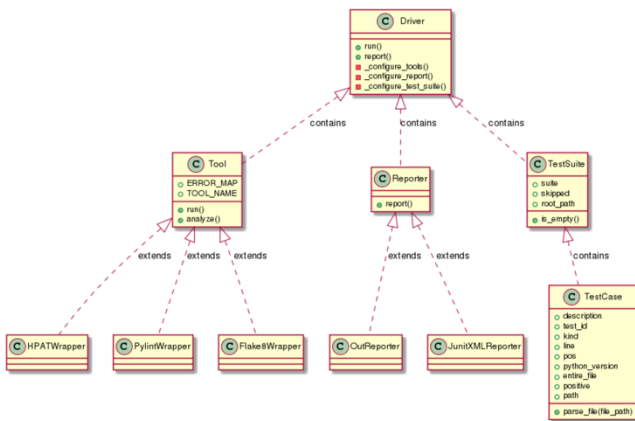 C Driver
run()
report()
_configure_tools()
_configure_report()
_configure_test_suite()
contains
contains
contains
C Tool
ERROR_MAP
TOOL_NAME
run()
analyze()
C Reporter
report()
C TestSuite
suite
skipped
root_path
is_empty()
extends
extends
extends
extends
extends
contains
C HPATWrapper
C PylintWrapper
C Flake8Wrapper
C OutReporter
C JunitXMLReporter
C TestCase
description
test_id
kind
line
pos
python_version
entire_file
positive
path
parse_file(file_path)